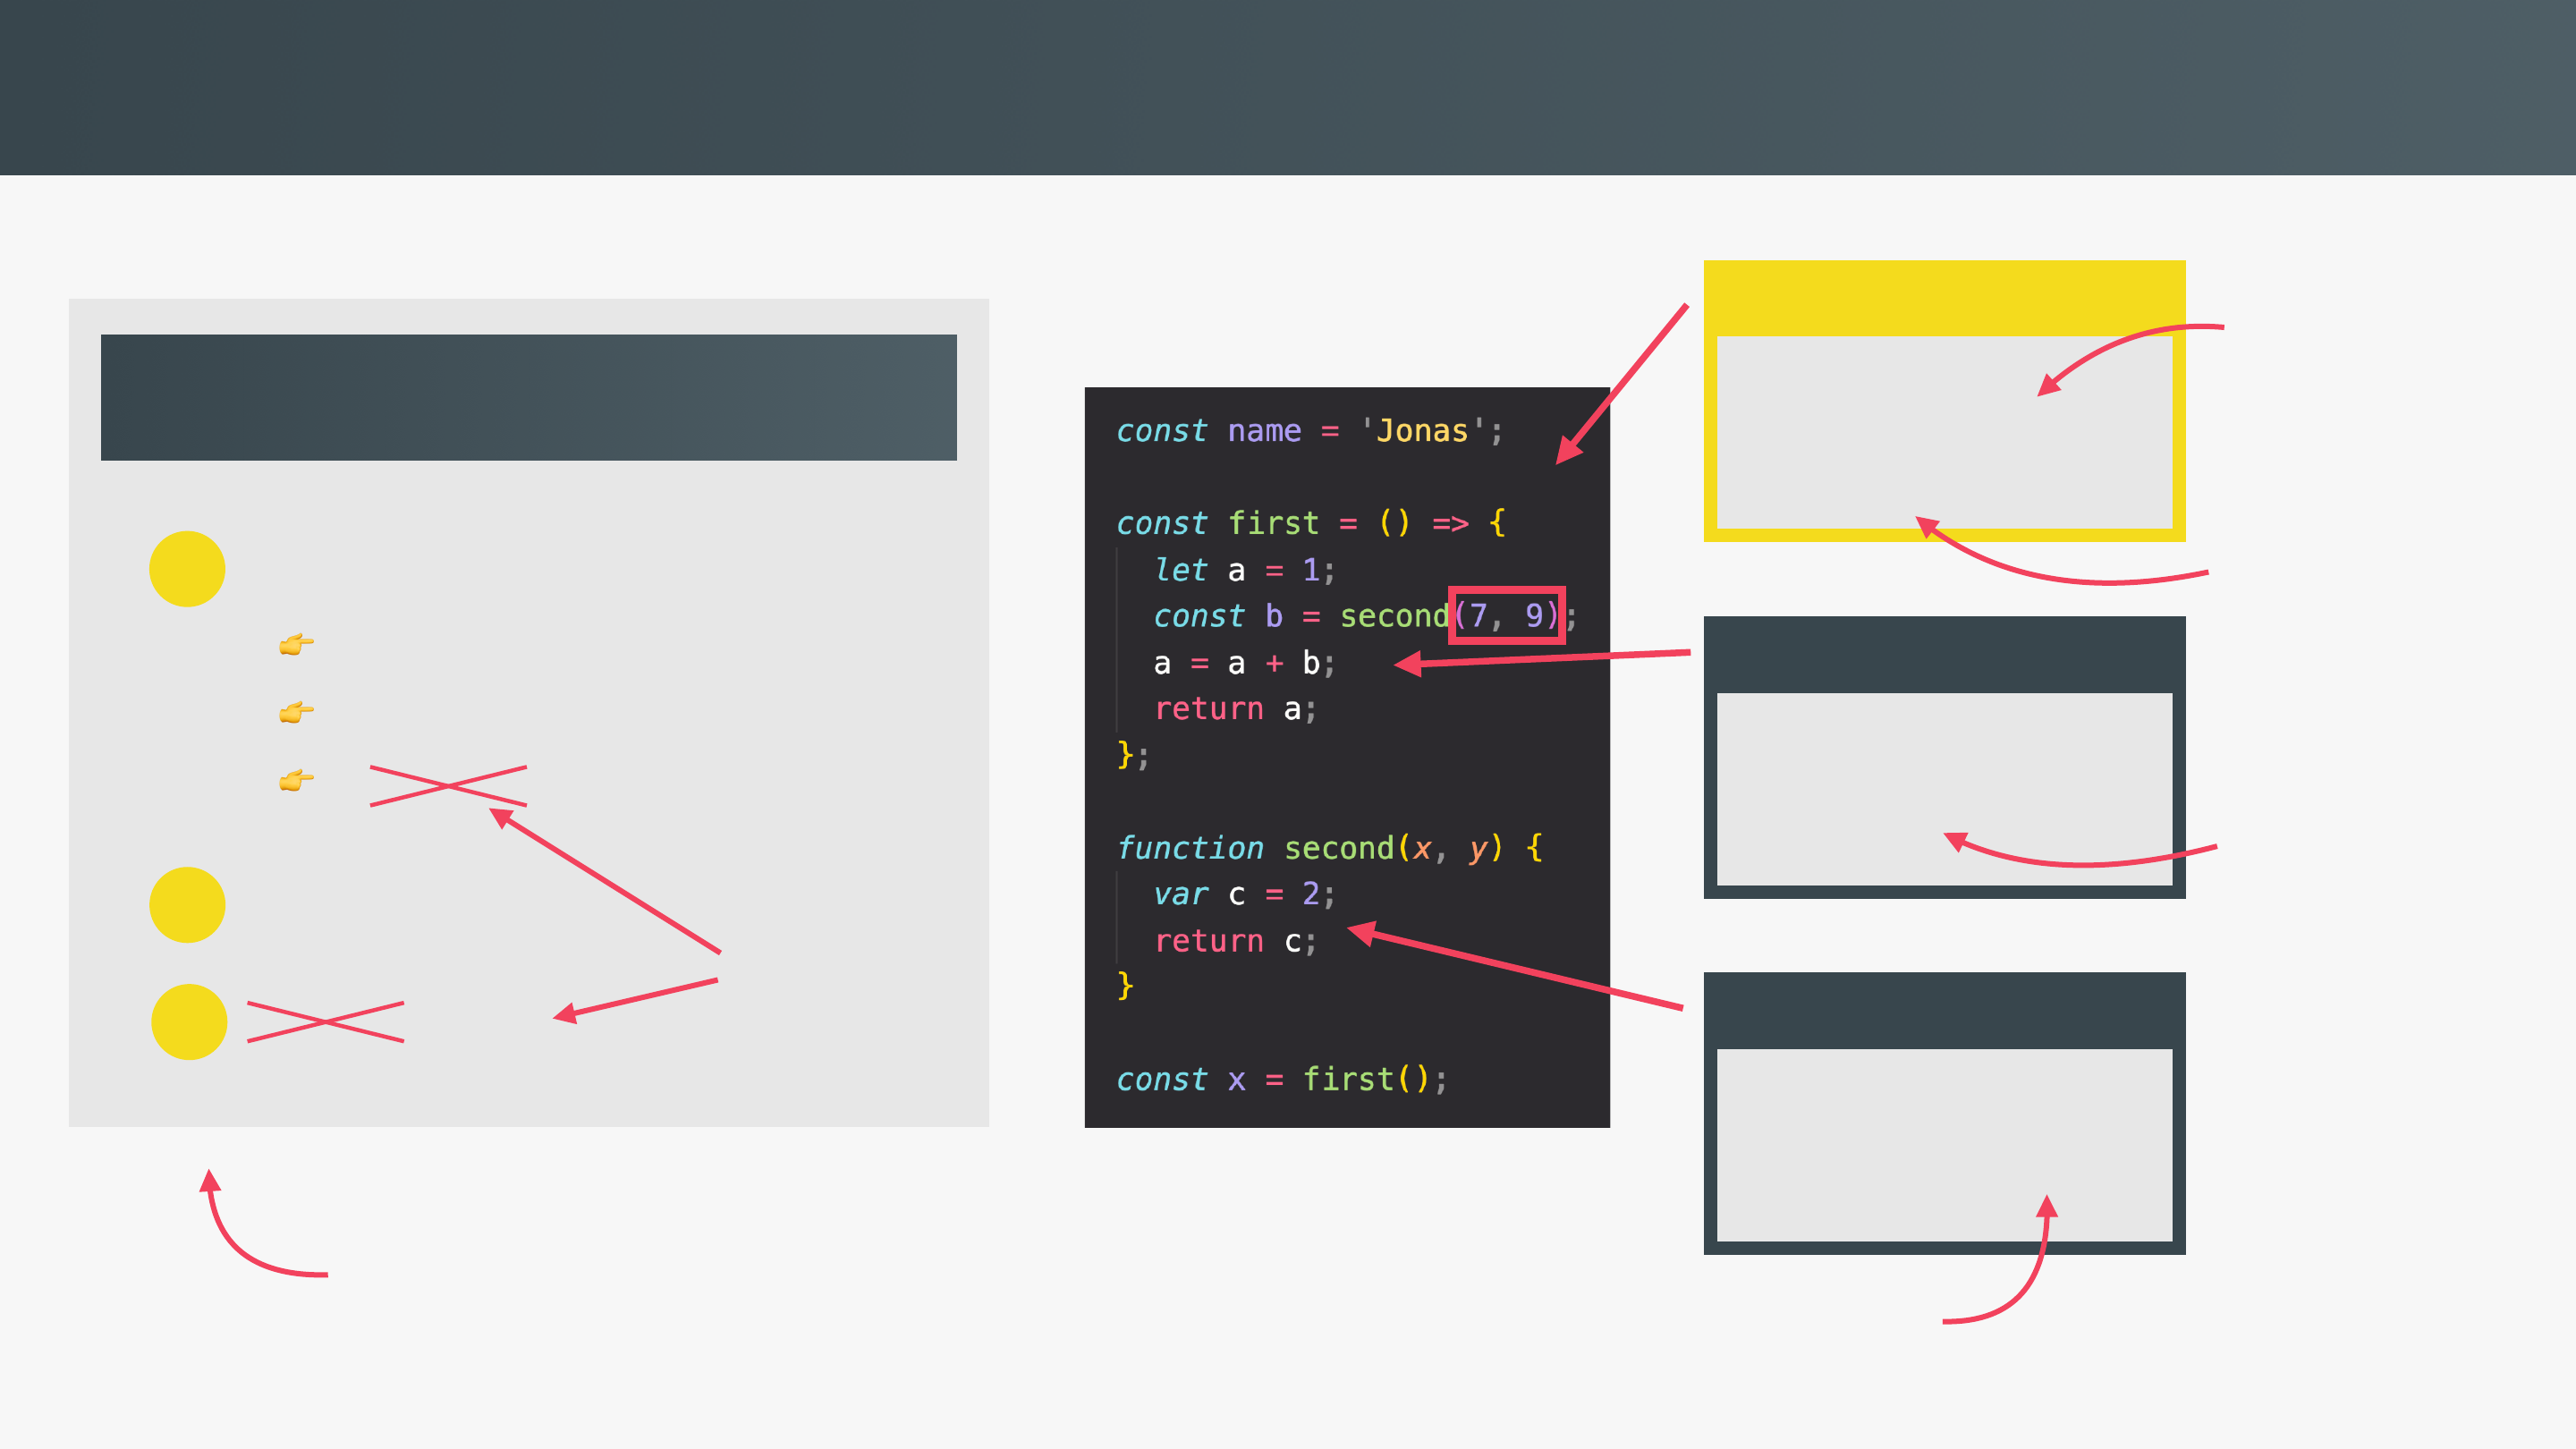 const name = 'Jonas';
const first = () => {
let a = 1;
const b = second(7, 9);
a = a + b;
return a;
};
function second(x, y) {
var c = 2;
return c;
}
const x = first();